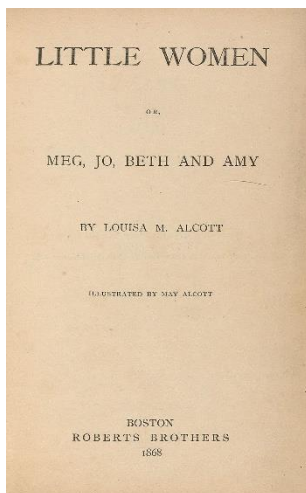 LITTLE WOMEN
OR,
MEG, JO, BETH AND AMY
BY LOUISA M. ALCOTT
ILLUSTRATED BY MAY ALCOTT
BOSTON
ROBERTS BROTHERS
1868